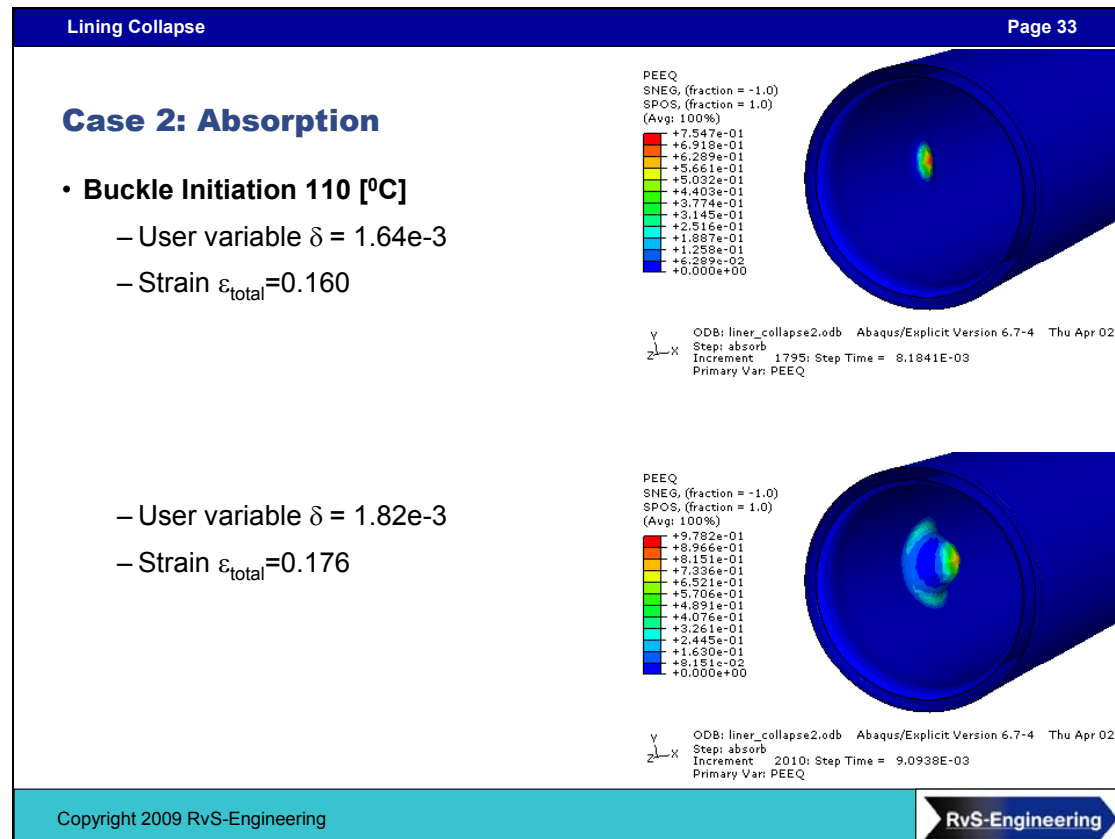 Lining Collapse
Page 33
Case 2: Absorption
• Buckle Initiation 110 [⁰C]
– User variable δ = 1.64e-3
– Strain ε_total=0.160
PEEQ
SNEG, (fraction = -1.0)
SPOS, (fraction = 1.0)
(Avg: 100%)
+7.547e-01
+6.918e-01
+6.289e-01
+5.661e-01
+5.032e-01
+4.403e-01
+3.774e-01
+3.145e-01
+2.516e-01
+1.887e-01
+1.258e-01
+6.289e-02
+0.000e+00
Y
Z X
ODB: liner_collapse2.odb Abaqus/Explicit Version 6.7-4 Thu Apr 02
Step: absorb
Increment 1795: Step Time = 8.1841E-03
Primary Var: PEEQ
– User variable δ = 1.82e-3
– Strain ε_total=0.176
PEEQ
SNEG, (fraction = -1.0)
SPOS, (fraction = 1.0)
(Avg: 100%)
+9.782e-01
+8.966e-01
+8.151e-01
+7.336e-01
+6.521e-01
+5.706e-01
+4.891e-01
+4.076e-01
+3.261e-01
+2.445e-01
+1.630e-01
+8.151e-02
+0.000e+00
Y
Z X
ODB: liner_collapse2.odb Abaqus/Explicit Version 6.7-4 Thu Apr 02
Step: absorb
Increment 2010: Step Time = 9.0938E-03
Primary Var: PEEQ
Copyright 2009 RvS-Engineering
RvS-Engineering